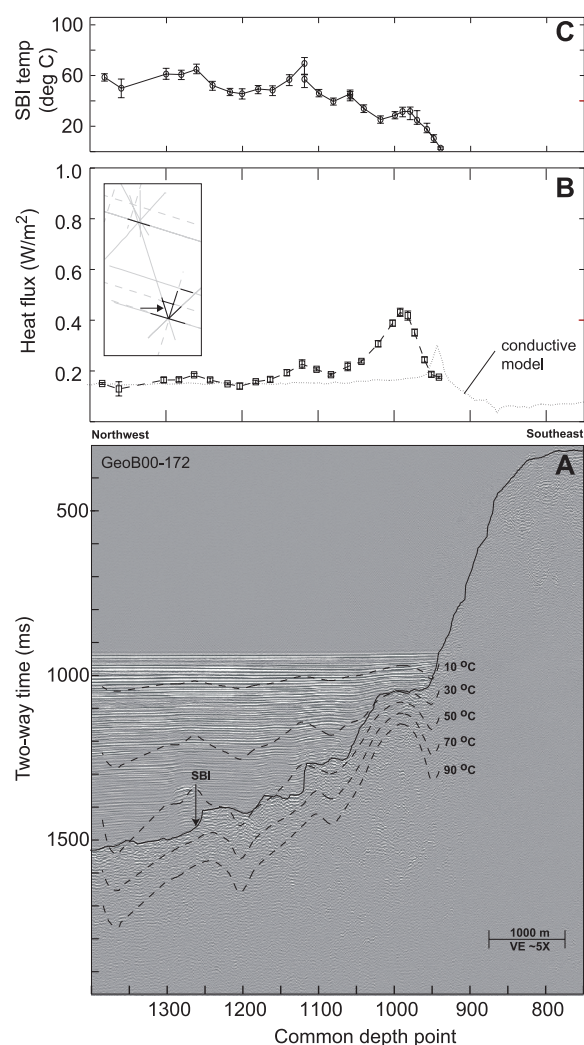 C
SBI temp
(deg C)
100
60
20
B
Heat flux (W/m²)
1.0
0.8
0.6
0.4
0.2
conductive
model
Northwest
Southeast
GeoB00-172
A
Two-way time (ms)
500
1000
1500
10 °C
30 °C
50 °C
70 °C
90 °C
SBI
1000 m
VE ~5X
1300 1200 1100 1000 900 800
Common depth point